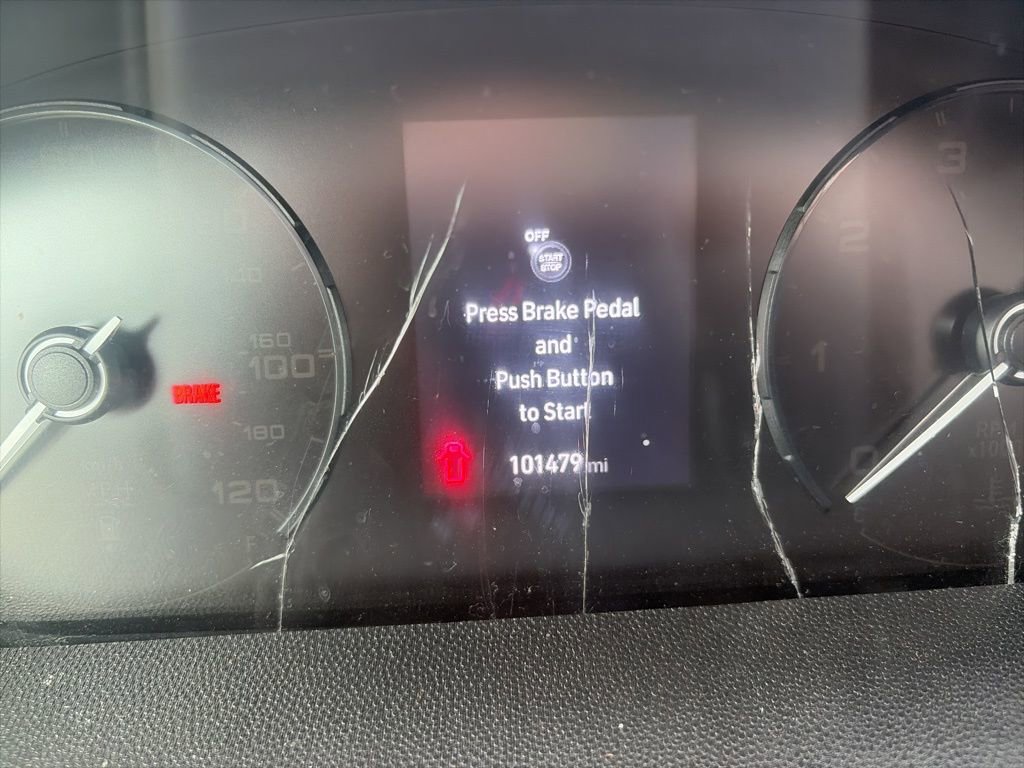 OFF
START
STOP
Press Brake Pedal
and
Push Button
to Start
101479 mi
BRAKE
160
100
180
120
3
2
1
0